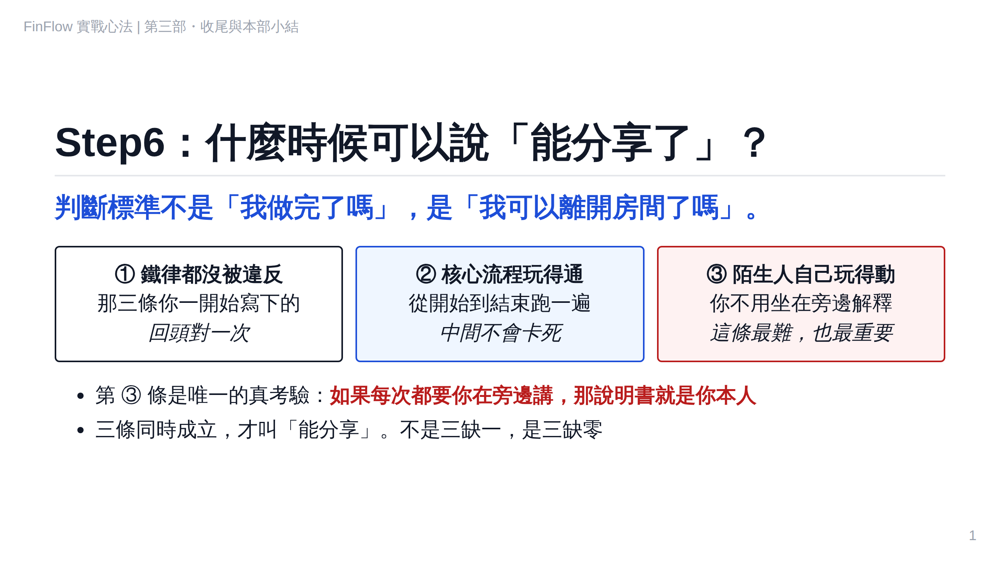 FinFlow 實戰心法 | 第三部・收尾與本部小結
Step6：什麼時候可以說「能分享了」？
判斷標準不是「我做完了嗎」，是「我可以離開房間了嗎」。
① 鐵律都沒被違反
那三條你一開始寫下的
回頭對一次
② 核心流程玩得通
從開始到結束跑一遍
中間不會卡死
③ 陌生人自己玩得動
你不用坐在旁邊解釋
這條最難，也最重要
• 第 ③ 條是唯一的真考驗：如果每次都要你在旁邊講，那說明書就是你本人
• 三條同時成立，才叫「能分享」。不是三缺一，是三缺零
1